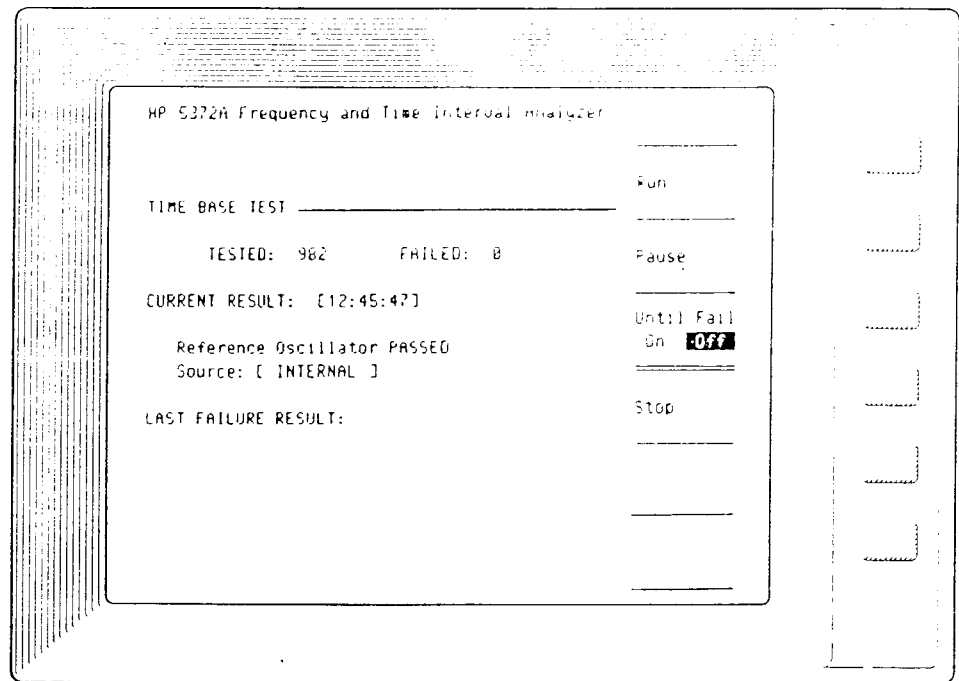 HP 5372A Frequency and Time Interval Analyzer
TIME BASE TEST
TESTED: 982 FAILED: 0
CURRENT RESULT: [12:45:47]
Reference Oscillator PASSED
Source: [ INTERNAL ]
LAST FAILURE RESULT:
Run
Pause
Until Fail
On Off
Stop